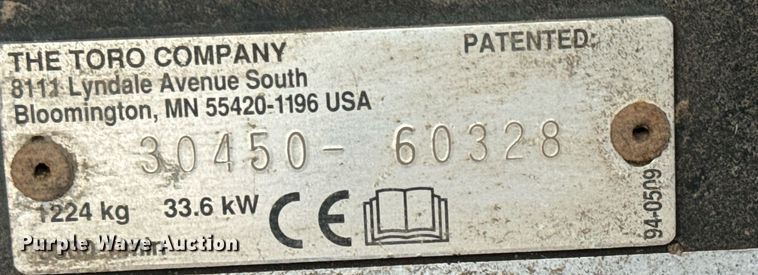 THE TORO COMPANY
PATENTED:
8111 Lyndale Avenue South
Bloomington, MN 55420-1196 USA
30450- 60328
1224 kg 33.6 kW CE
94-0509
Purple Wave Auction